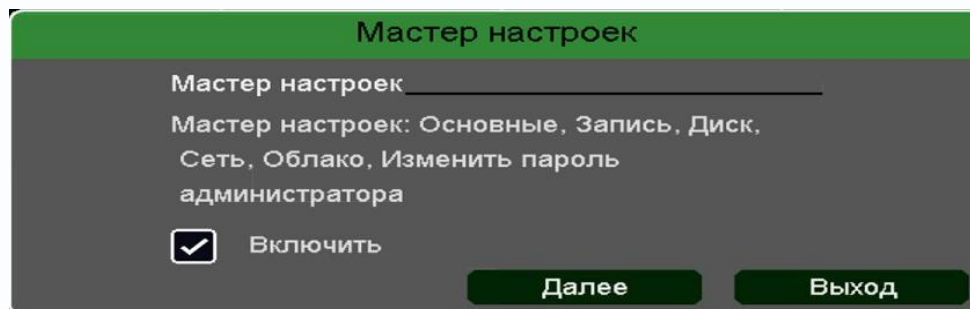 Мастер настроек
Мастер настроек
Мастер настроек: Основные, Запись, Диск,
Сеть, Облако, Изменить пароль
администратора
Включить
Далее Выход